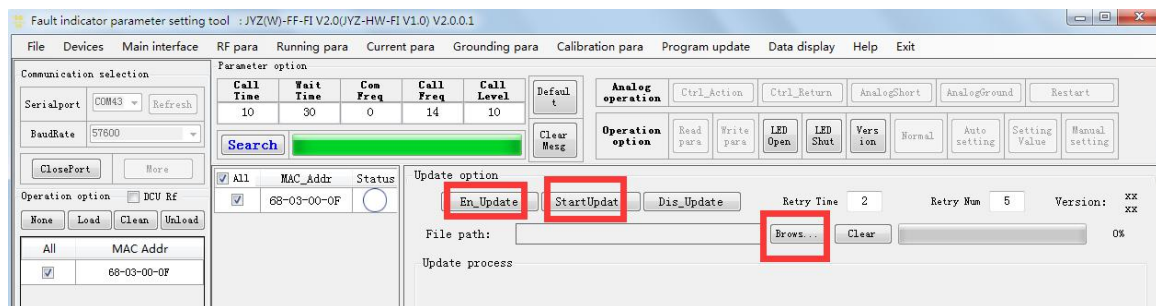 Fault indicator parameter setting tool : JYZ(W)-FF-FI V2.0(JYZ-HW-FI V1.0) V2.0.0.1
File Devices Main interface RF para Running para Current para Grounding para Calibration para Program update Data display Help Exit
Communication selection
Serialport COM43 Refresh
BaudRate 57600
ClosePort More
Operation option DCU Rf
None Load Clean Unload
All MAC Addr
68-03-00-0F
Parameter option
Call Time Wait Time Com Freq Call Freq Call Level
10 30 0 14 10
Defaul
t
Search
Clear
Mesg
Analog
operation
Ctrl_Action Ctrl_Return AnalogShort AnalogGround Restart
Operation
option
Read
para
Write
para
LED
Open
LED
Shut
Vers
ion
Normal
Auto
setting
Setting
Value
Manual
setting
All MAC_Addr Status
68-03-00-0F
Update option
En_Update StartUpdat Dis_Update Retry Time 2 Retry Num 5 Version: xx
xx
File path: Brows... Clear 0%
Update process